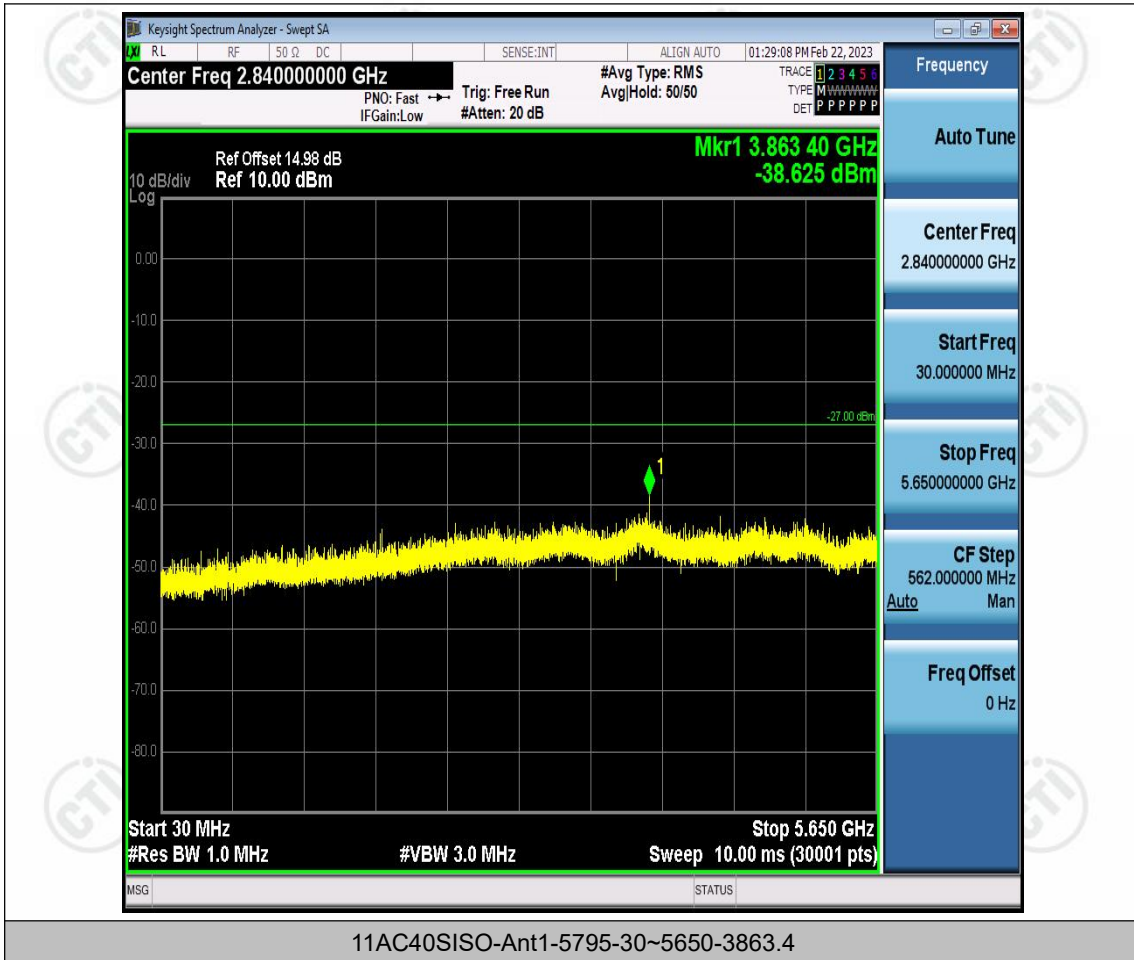 Keysight Spectrum Analyzer - Swept SA
LXI RL RF 50 Ω DC SENSE:INT ALIGN AUTO 01:29:08 PM Feb 22, 2023
Center Freq 2.840000000 GHz
PNO: Fast
IFGain:Low
Trig: Free Run
#Atten: 20 dB
#Avg Type: RMS
Avg|Hold: 50/50
TRACE 1 2 3 4 5 6
TYPE M WWWWW
DET P P P P P P
Mkr1 3.863 40 GHz
-38.625 dBm
Ref Offset 14.98 dB
10 dB/div Ref 10.00 dBm
Log
0.00
-10.0
-20.0
-27.00 dBm
-30.0
1
-40.0
-50.0
-60.0
-70.0
-80.0
Start 30 MHz Stop 5.650 GHz
#Res BW 1.0 MHz #VBW 3.0 MHz Sweep 10.00 ms (30001 pts)
MSG STATUS
Frequency
Auto Tune
Center Freq
2.840000000 GHz
Start Freq
30.000000 MHz
Stop Freq
5.650000000 GHz
CF Step
562.000000 MHz
Auto Man
Freq Offset
0 Hz
CTI
CTI
CTI
CTI
CTI
CTI
11AC40SISO-Ant1-5795-30~5650-3863.4